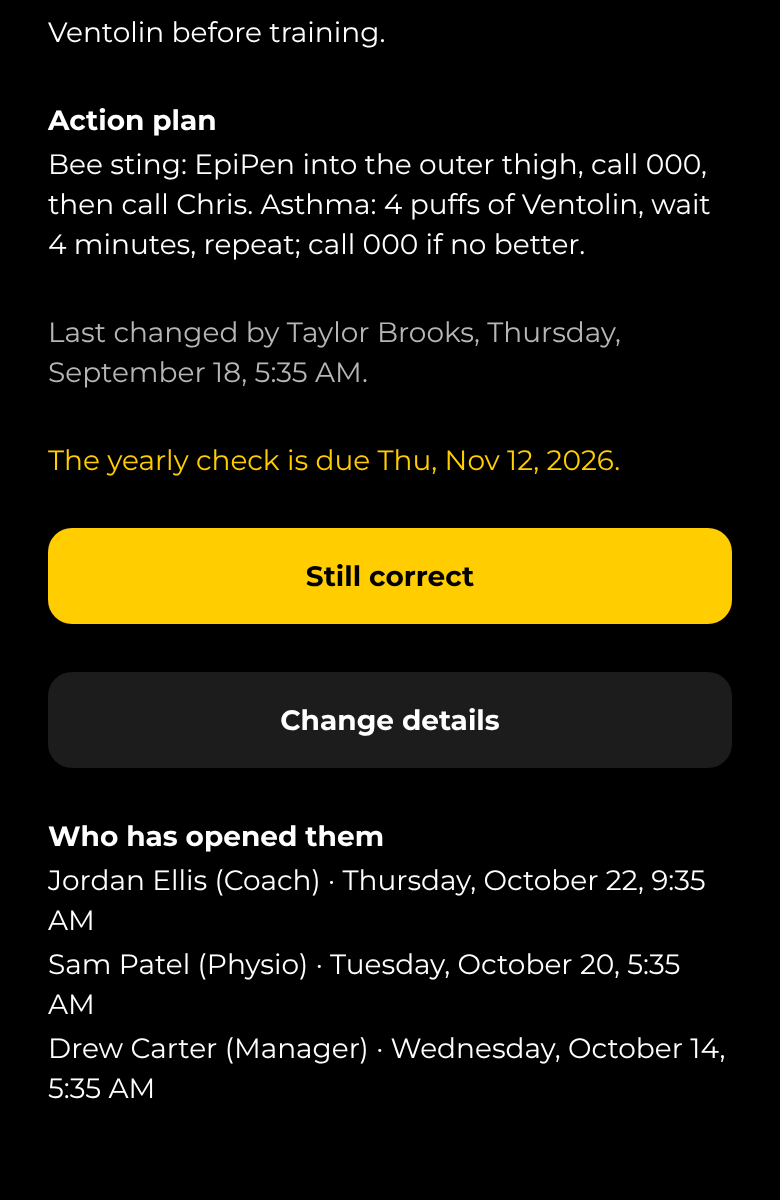 Ventolin before training.
Action plan
Bee sting: EpiPen into the outer thigh, call 000,
then call Chris. Asthma: 4 puffs of Ventolin, wait
4 minutes, repeat; call 000 if no better.
Last changed by Taylor Brooks, Thursday,
September 18, 5:35 AM.
The yearly check is due Thu, Nov 12, 2026.
Still correct
Change details
Who has opened them
Jordan Ellis (Coach) · Thursday, October 22, 9:35
AM
Sam Patel (Physio) · Tuesday, October 20, 5:35
AM
Drew Carter (Manager) · Wednesday, October 14,
5:35 AM